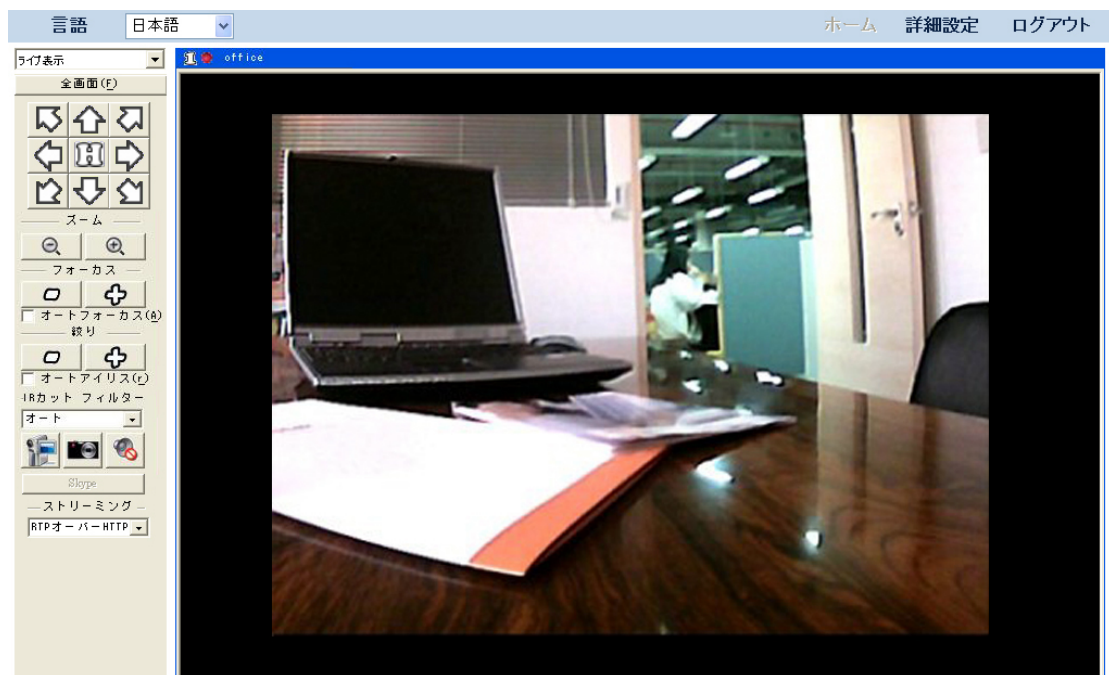 言語 日本語 ホーム 詳細設定 ログアウト
ライブ表示
office
全画面(F)
ズーム
フォーカス
オートフォーカス(A)
絞り
オートアイリス(r)
IRカット フィルター
オート
Skype
ストリーミング
RTPオーバーHTTP